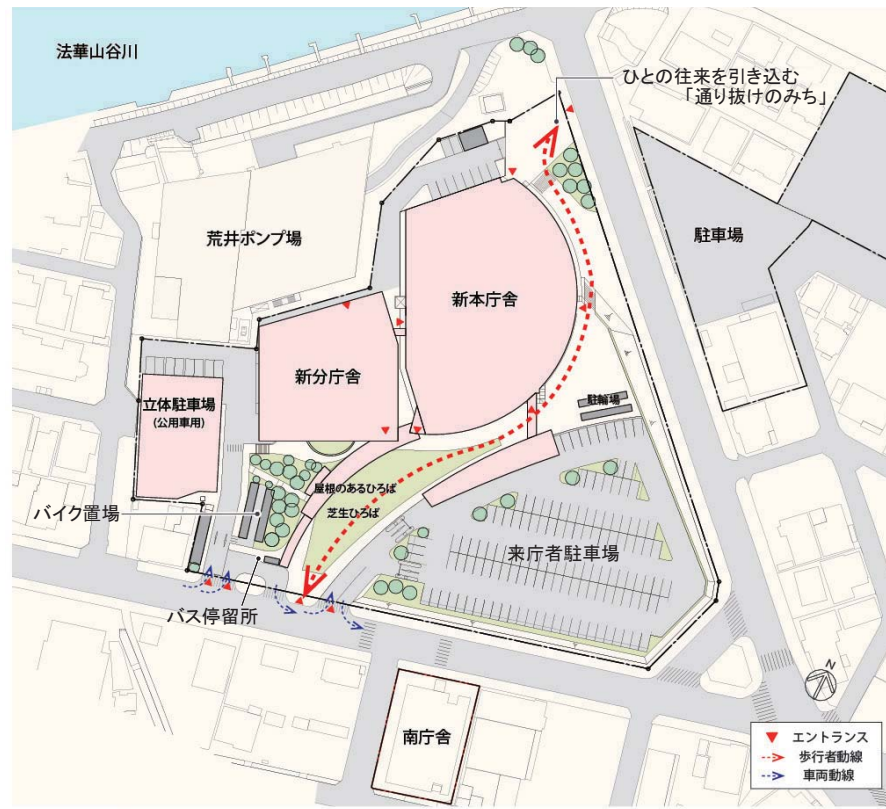 法華山谷川
ひとの往来を引き込む
「通り抜けのみち」
荒井ポンプ場
駐車場
新本庁舎
新分庁舎
立体駐車場
(公用車用)
駐輪場
屋根のあるひろば
芝生ひろば
バイク置場
来庁者駐車場
バス停留所
南庁舎
N
エントランス
歩行者動線
車両動線